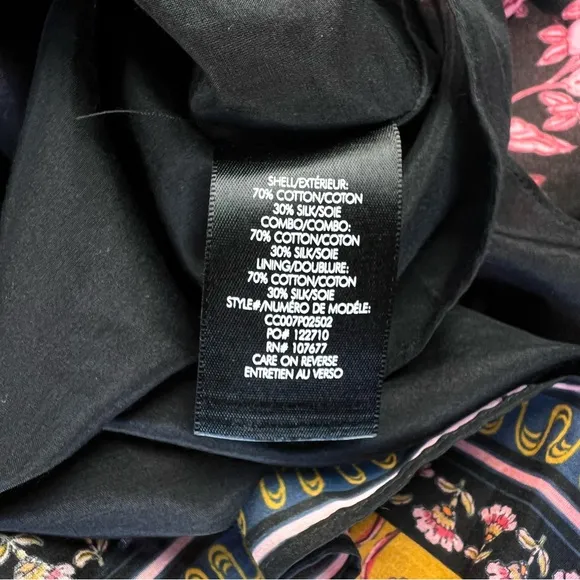 SHELL/EXTÉRIEUR:
70% COTTON/COTON
30% SILK/SOIE
COMBO/COMBO:
70% COTTON/COTON
30% SILK/SOIE
LINING/DOUBLURE:
70% COTTON/COTON
30% SILK/SOIE
STYLE#/NUMÉRO DE MODÉLE:
CC007P02502
PO# 122710
RN# 107677
CARE ON REVERSE
ENTRETIEN AU VERSO